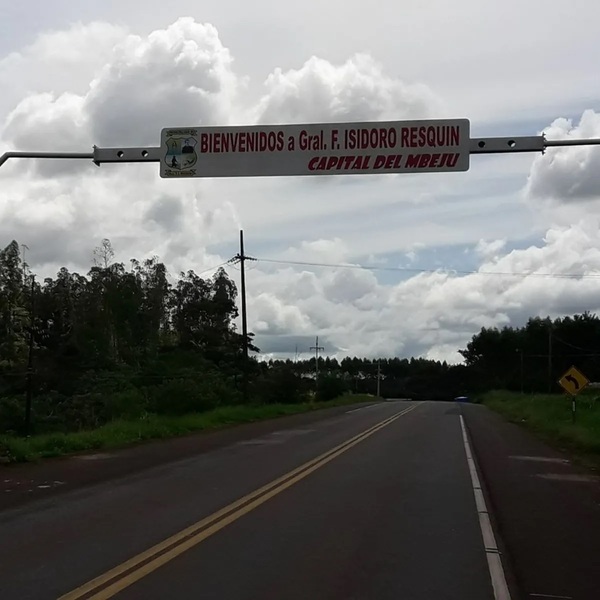 BIENVENIDOS a Gral. F. ISIDORO RESQUIN
CAPITAL DEL MBEJU